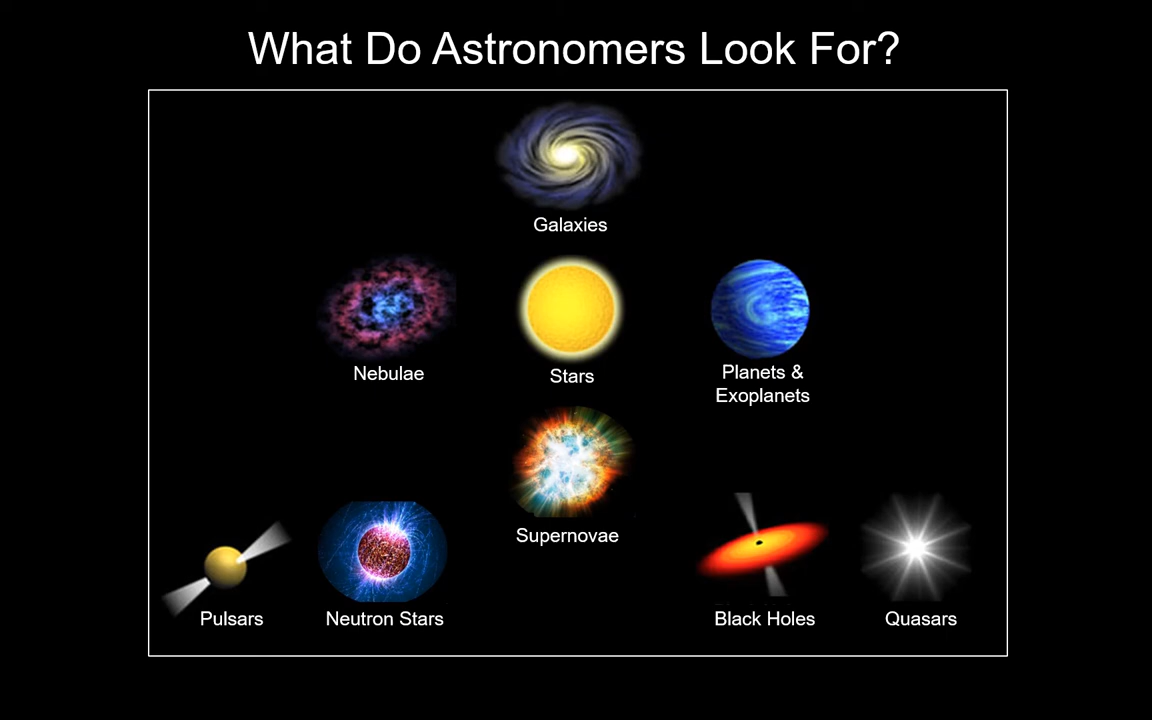 What Do Astronomers Look For?
Galaxies
Nebulae
Stars
Planets &
Exoplanets
Supernovae
Pulsars
Neutron Stars
Black Holes
Quasars